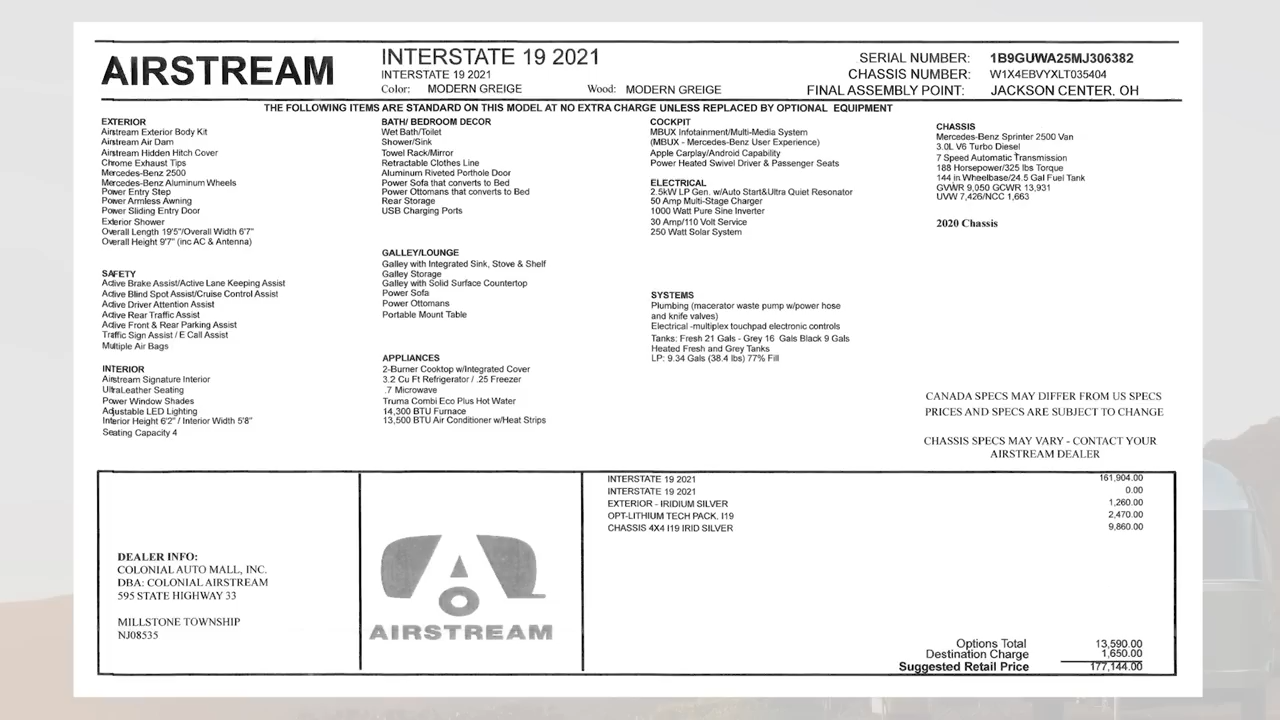 AIRSTREAM
INTERSTATE 19 2021
INTERSTATE 19 2021
Color: MODERN GREIGE Wood: MODERN GREIGE
SERIAL NUMBER: 1B9GUWA25MJ306382
CHASSIS NUMBER: W1X4EBVYXLT035404
FINAL ASSEMBLY POINT: JACKSON CENTER, OH
THE FOLLOWING ITEMS ARE STANDARD ON THIS MODEL AT NO EXTRA CHARGE UNLESS REPLACED BY OPTIONAL EQUIPMENT
EXTERIOR
Airstream Exterior Body Kit
Airstream Air Dam
Airstream Hidden Hitch Cover
Chrome Exhaust Tips
Mercedes-Benz 2500
Mercedes-Benz Aluminum Wheels
Power Entry Step
Power Armless Awning
Power Sliding Entry Door
Exterior Shower
Overall Length 19'5"/Overall Width 6'7"
Overall Height 9'7" (inc AC & Antenna)
SAFETY
Active Brake Assist/Active Lane Keeping Assist
Active Blind Spot Assist/Cruise Control Assist
Active Driver Attention Assist
Active Rear Traffic Assist
Active Front & Rear Parking Assist
Traffic Sign Assist / E Call Assist
Multiple Air Bags
INTERIOR
Airstream Signature Interior
UltraLeather Seating
Power Window Shades
Adjustable LED Lighting
Interior Height 6'2" / Interior Width 5'8"
Seating Capacity 4
BATH/ BEDROOM DECOR
Wet Bath/Toilet
Shower/Sink
Towel Rack/Mirror
Retractable Clothes Line
Aluminum Riveted Porthole Door
Power Sofa that converts to Bed
Power Ottomans that converts to Bed
Rear Storage
USB Charging Ports
GALLEY/LOUNGE
Galley with Integrated Sink, Stove & Shelf
Galley Storage
Galley with Solid Surface Countertop
Power Sofa
Power Ottomans
Portable Mount Table
APPLIANCES
2-Burner Cooktop w/Integrated Cover
3.2 Cu Ft Refrigerator / .25 Freezer
.7 Microwave
Truma Combi Eco Plus Hot Water
14,300 BTU Furnace
13,500 BTU Air Conditioner w/Heat Strips
COCKPIT
MBUX Infotainment/Multi-Media System
(MBUX - Mercedes-Benz User Experience)
Apple Carplay/Android Capability
Power Heated Swivel Driver & Passenger Seats
ELECTRICAL
2.5kW LP Gen. w/Auto Start&Ultra Quiet Resonator
50 Amp Multi-Stage Charger
1000 Watt Pure Sine Inverter
30 Amp/110 Volt Service
250 Watt Solar System
SYSTEMS
Plumbing (macerator waste pump w/power hose
and knife valves)
Electrical -multiplex touchpad electronic controls
Tanks: Fresh 21 Gals - Grey 16 Gals Black 9 Gals
Heated Fresh and Grey Tanks
LP: 9.34 Gals (38.4 lbs) 77% Fill
CHASSIS
Mercedes-Benz Sprinter 2500 Van
3.0L V6 Turbo Diesel
7 Speed Automatic Transmission
188 Horsepower/325 lbs Torque
144 in Wheelbase/24.5 Gal Fuel Tank
GVWR 9,050 GCWR 13,931
UVW 7,426/NCC 1,663
2020 Chassis
CANADA SPECS MAY DIFFER FROM US SPECS
PRICES AND SPECS ARE SUBJECT TO CHANGE
CHASSIS SPECS MAY VARY - CONTACT YOUR
AIRSTREAM DEALER
DEALER INFO:
COLONIAL AUTO MALL, INC.
DBA: COLONIAL AIRSTREAM
595 STATE HIGHWAY 33
MILLSTONE TOWNSHIP
NJ08535
AIRSTREAM
INTERSTATE 19 2021 161,904.00
INTERSTATE 19 2021 0.00
EXTERIOR - IRIDIUM SILVER 1,260.00
OPT-LITHIUM TECH PACK. I19 2,470.00
CHASSIS 4X4 I19 IRID SILVER 9,860.00
Options Total 13,590.00
Destination Charge 1,650.00
Suggested Retail Price 177,144.00